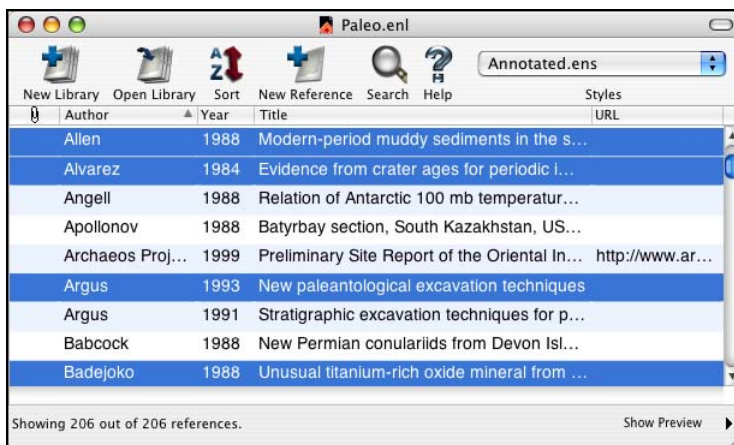 Paleo.enl
New Library Open Library Sort New Reference Search Help Annotated.ens Styles
Author Year Title URL
Allen 1988 Modern-period muddy sediments in the s...
Alvarez 1984 Evidence from crater ages for periodic i...
Angell 1988 Relation of Antarctic 100 mb temperatur...
Apollonov 1988 Batyrbay section, South Kazakhstan, US...
Archaeos Proj... 1999 Preliminary Site Report of the Oriental In... http://www.ar...
Argus 1993 New paleantological excavation techniques
Argus 1991 Stratigraphic excavation techniques for p...
Babcock 1988 New Permian conulariids from Devon Isl...
Badejoko 1988 Unusual titanium-rich oxide mineral from ...
Showing 206 out of 206 references. Show Preview